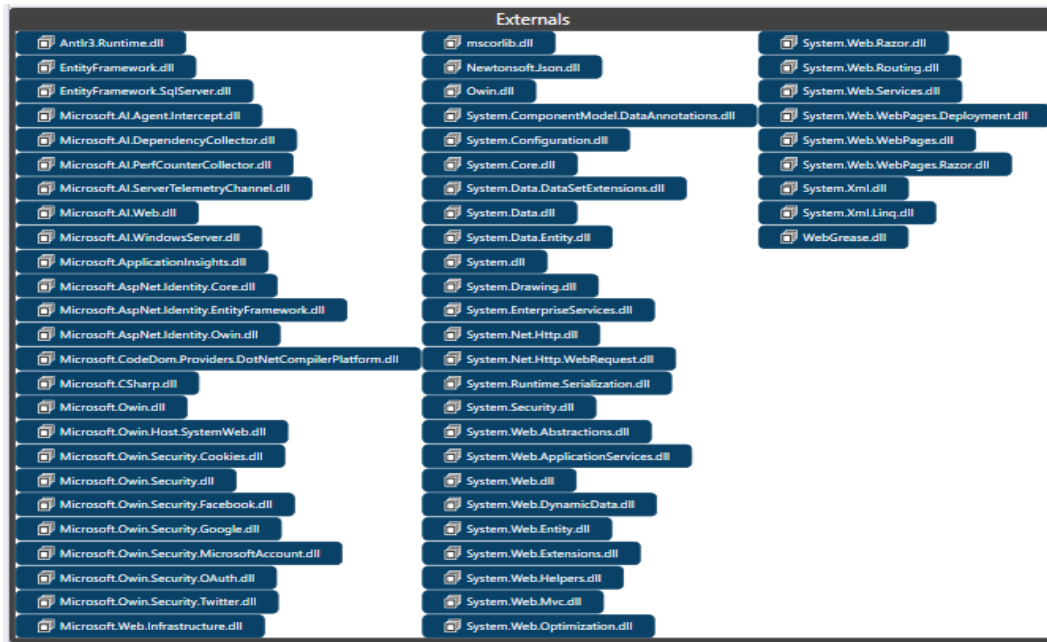 Externals
Antlr3.Runtime.dll
EntityFramework.dll
EntityFramework.SqlServer.dll
Microsoft.AI.Agent.Intercept.dll
Microsoft.AI.DependencyCollector.dll
Microsoft.AI.PerfCounterCollector.dll
Microsoft.AI.ServerTelemetryChannel.dll
Microsoft.AI.Web.dll
Microsoft.AI.WindowsServer.dll
Microsoft.ApplicationInsights.dll
Microsoft.AspNet.Identity.Core.dll
Microsoft.AspNet.Identity.EntityFramework.dll
Microsoft.AspNet.Identity.Owin.dll
Microsoft.CodeDom.Providers.DotNetCompilerPlatform.dll
Microsoft.CSharp.dll
Microsoft.Owin.dll
Microsoft.Owin.Host.SystemWeb.dll
Microsoft.Owin.Security.Cookies.dll
Microsoft.Owin.Security.dll
Microsoft.Owin.Security.Facebook.dll
Microsoft.Owin.Security.Google.dll
Microsoft.Owin.Security.MicrosoftAccount.dll
Microsoft.Owin.Security.OAuth.dll
Microsoft.Owin.Security.Twitter.dll
Microsoft.Web.Infrastructure.dll
mscorlib.dll
Newtonsoft.Json.dll
Owin.dll
System.ComponentModel.DataAnnotations.dll
System.Configuration.dll
System.Core.dll
System.Data.DataSetExtensions.dll
System.Data.dll
System.Data.Entity.dll
System.dll
System.Drawing.dll
System.EnterpriseServices.dll
System.Net.Http.dll
System.Net.Http.WebRequest.dll
System.Runtime.Serialization.dll
System.Security.dll
System.Web.Abstractions.dll
System.Web.ApplicationServices.dll
System.Web.dll
System.Web.DynamicData.dll
System.Web.Entity.dll
System.Web.Extensions.dll
System.Web.Helpers.dll
System.Web.Mvc.dll
System.Web.Optimization.dll
System.Web.Razor.dll
System.Web.Routing.dll
System.Web.Services.dll
System.Web.WebPages.Deployment.dll
System.Web.WebPages.dll
System.Web.WebPages.Razor.dll
System.Xml.dll
System.Xml.Linq.dll
WebGrease.dll